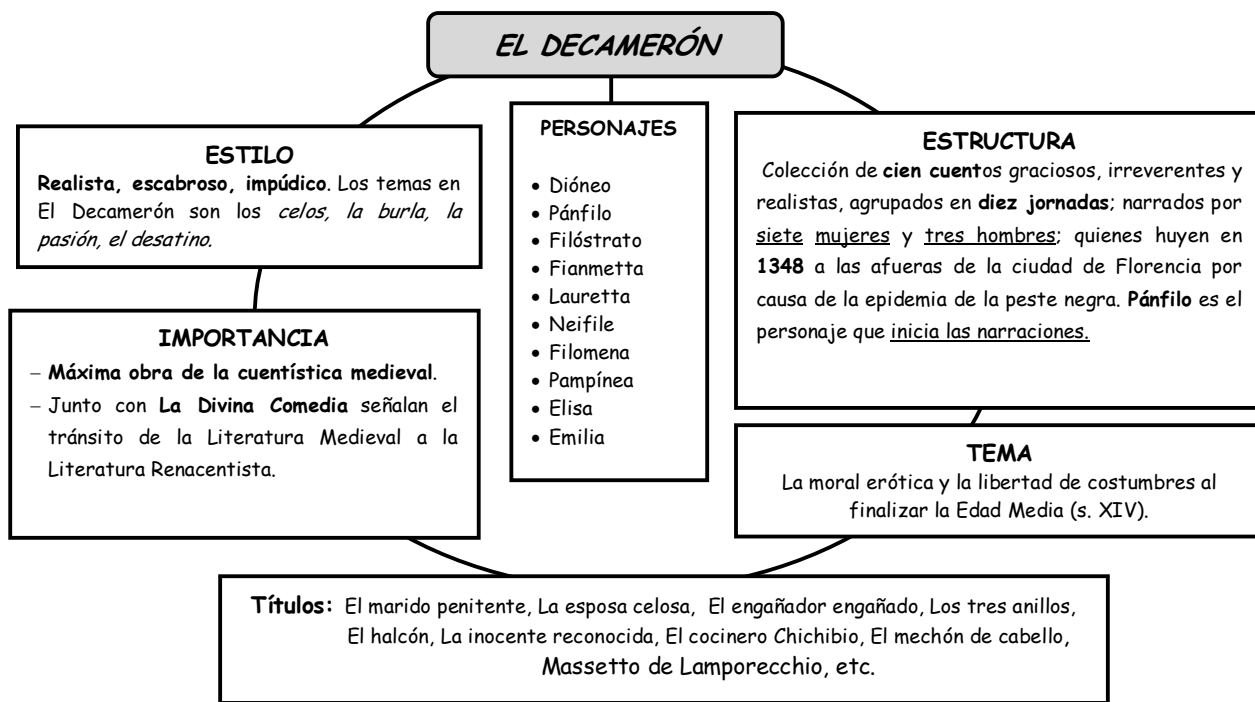 EL DECAMERÓN
ESTILO
Realista, escabroso, impúdico. Los temas en
El Decamerón son los celos, la burla, la
pasión, el desatino.
IMPORTANCIA
– Máxima obra de la cuentística medieval.
– Junto con La Divina Comedia señalan el
tránsito de la Literatura Medieval a la
Literatura Renacentista.
PERSONAJES
• Dióneo
• Pánfilo
• Filóstrato
• Fianmetta
• Lauretta
• Neifile
• Filomena
• Pampínea
• Elisa
• Emilia
ESTRUCTURA
Colección de cien cuentos graciosos, irreverentes y
realistas, agrupados en diez jornadas; narrados por
siete mujeres y tres hombres; quienes huyen en
1348 a las afueras de la ciudad de Florencia por
causa de la epidemia de la peste negra. Pánfilo es el
personaje que inicia las narraciones.
TEMA
La moral erótica y la libertad de costumbres al
finalizar la Edad Media (s. XIV).
Títulos: El marido penitente, La esposa celosa, El engañador engañado, Los tres anillos,
El halcón, La inocente reconocida, El cocinero Chichibio, El mechón de cabello,
Massetto de Lamporecchio, etc.